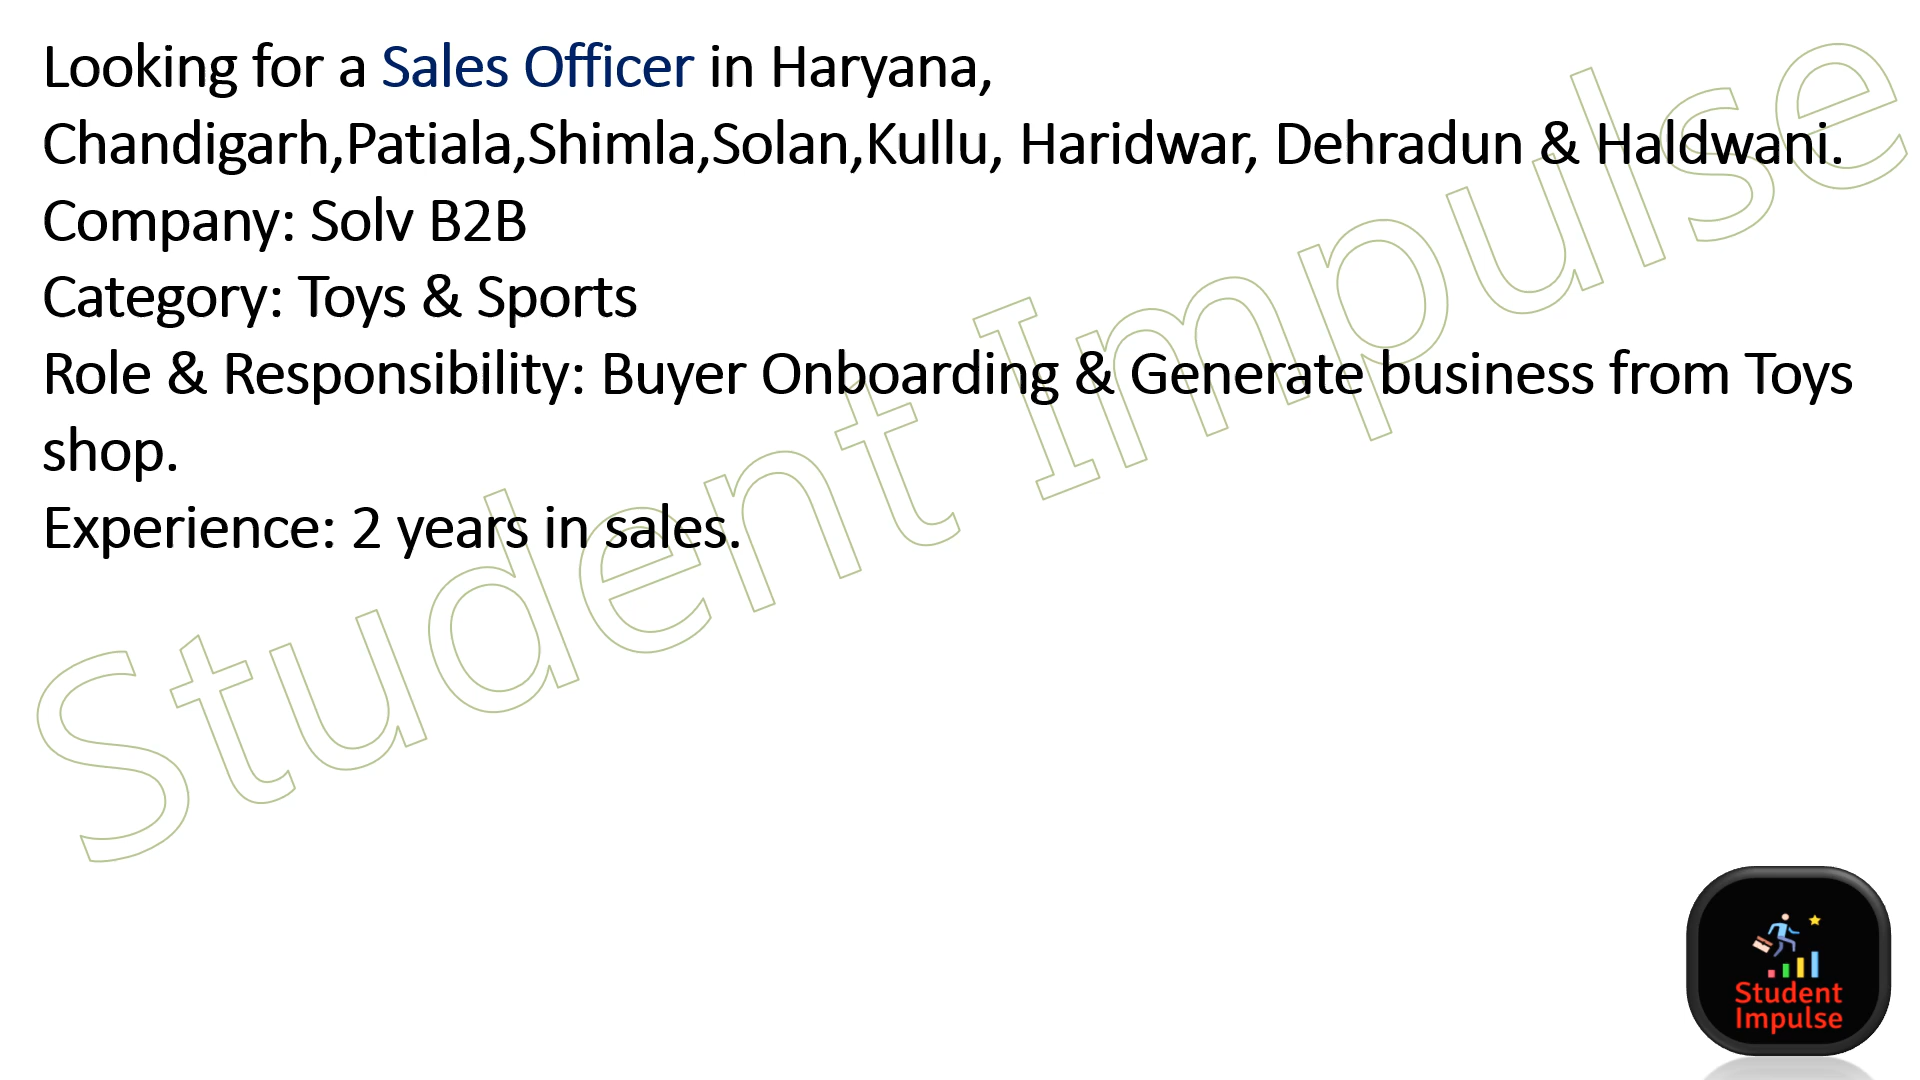 Looking for a Sales Officer in Haryana,
Chandigarh,Patiala,Shimla,Solan,Kullu, Haridwar, Dehradun & Haldwani.
Company: Solv B2B
Category: Toys & Sports
Role & Responsibility: Buyer Onboarding & Generate business from Toys
shop.
Experience: 2 years in sales.
Student Impulse
Student
Impulse